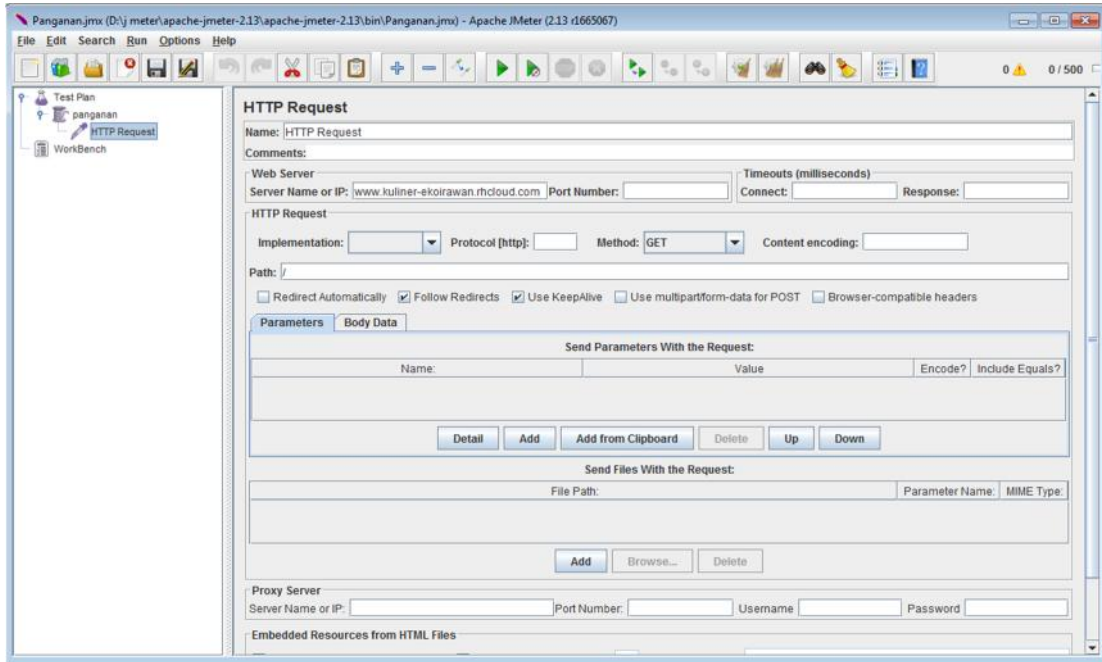 Panganan.jmx (D:\j meter\apache-jmeter-2.13\apache-jmeter-2.13\bin\Panganan.jmx) - Apache JMeter (2.13 r1665067)
File Edit Search Run Options Help
0 0 / 500
Test Plan
panganan
HTTP Request
WorkBench
HTTP Request
Name: HTTP Request
Comments:
Web Server
Server Name or IP: www.kuliner-ekoirawan.rhcloud.com Port Number:
Timeouts (milliseconds)
Connect: Response:
HTTP Request
Implementation: Protocol [http]: Method: GET Content encoding:
Path: /
Redirect Automatically Follow Redirects Use KeepAlive Use multipart/form-data for POST Browser-compatible headers
Parameters Body Data
Send Parameters With the Request:
Name: Value Encode? Include Equals?
Detail Add Add from Clipboard Delete Up Down
Send Files With the Request:
File Path: Parameter Name: MIME Type:
Add Browse... Delete
Proxy Server
Server Name or IP: Port Number: Username Password
Embedded Resources from HTML Files